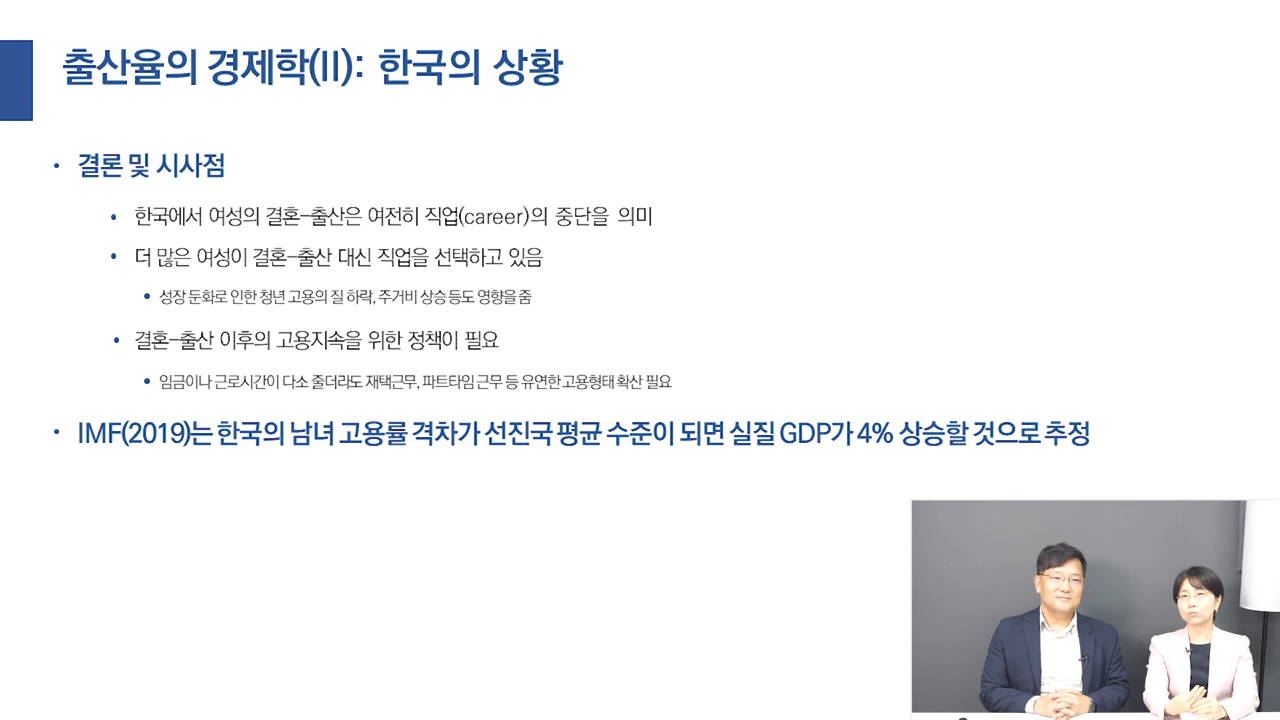 출산율의 경제학(II): 한국의 상황
• 결론 및 시사점
• 한국에서 여성의 결혼-출산은 여전히 직업(career)의 중단을 의미
• 더 많은 여성이 결혼-출산 대신 직업을 선택하고 있음
• 성장 둔화로 인한 청년 고용의 질 하락, 주거비 상승 등도 영향을 줌
• 결혼-출산 이후의 고용지속을 위한 정책이 필요
• 임금이나 근로시간이 다소 줄더라도 재택근무, 파트타임 근무 등 유연한 고용형태 확산 필요
• IMF(2019)는 한국의 남녀 고용률 격차가 선진국 평균 수준이 되면 실질 GDP가 4% 상승할 것으로 추정